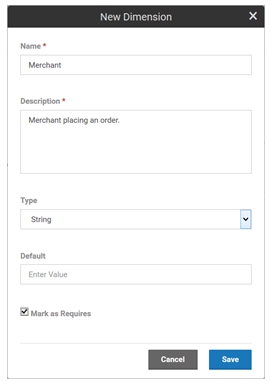 New Dimension
Name *
Merchant
Description *
Merchant placing an order.
Type
String
Default
Enter Value
Mark as Requires
Cancel Save